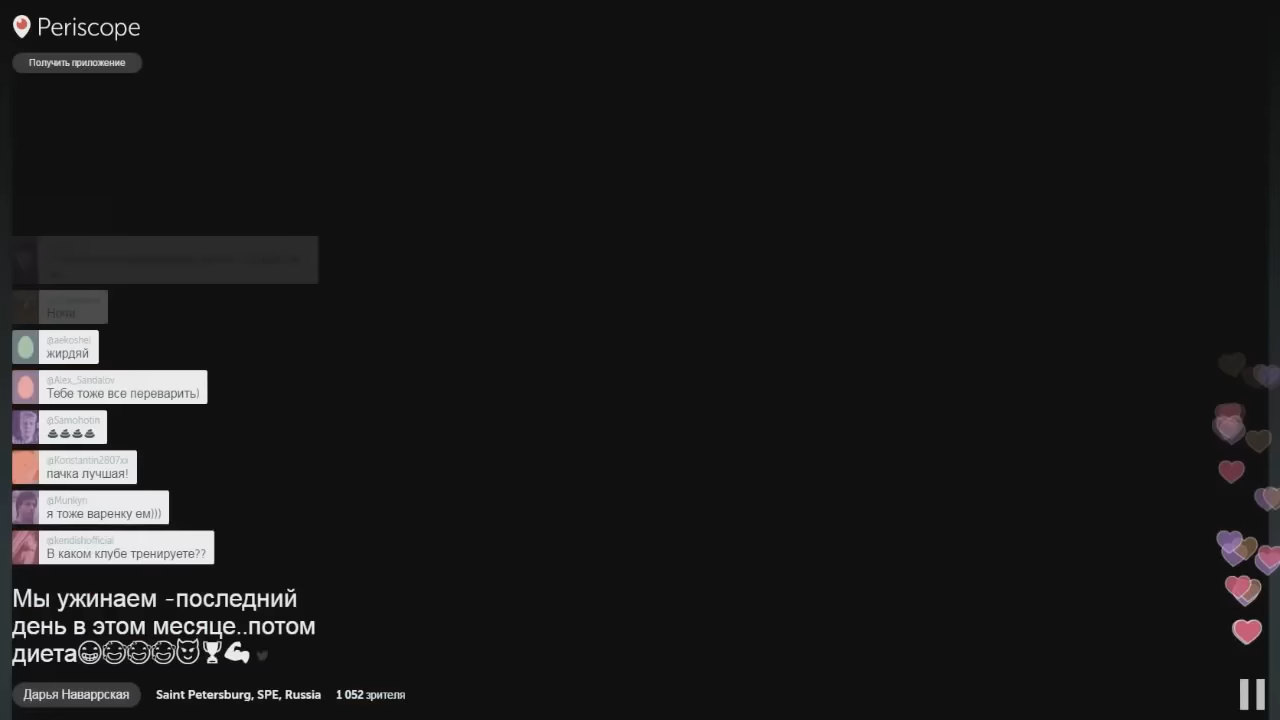 Periscope
Получить приложение
Ночи
@aekoshel
жирдяй
@Alex_Sandalov
Тебе тоже все переварить)
@Samohotin
💩💩💩💩
@Konstantin2807xx
пачка лучшая!
@Munkyn
я тоже варенку ем)))
@kendishofficial
В каком клубе тренируете??
Мы ужинаем -последний
день в этом месяце..потом
диета😀😂😂😂😈🏆💪
Дарья Наваррская Saint Petersburg, SPE, Russia 1 052 зрителя